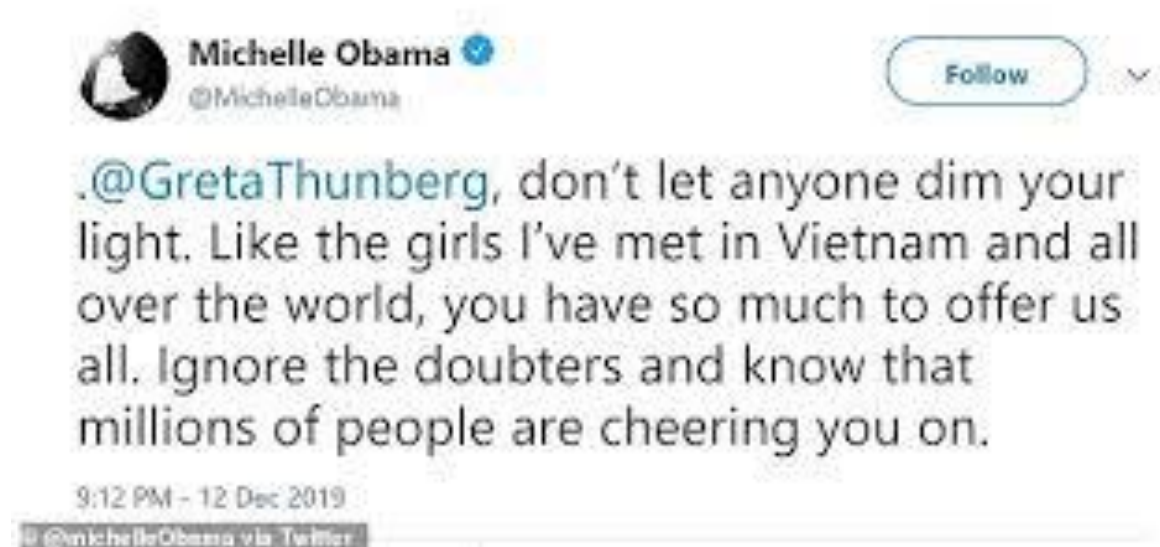 Michelle Obama
@MichelleObama
Follow
.@GretaThunberg, don't let anyone dim your
light. Like the girls I've met in Vietnam and all
over the world, you have so much to offer us
all. Ignore the doubters and know that
millions of people are cheering you on.
9:12 PM - 12 Dec 2019
© @michelleObama via Twitter